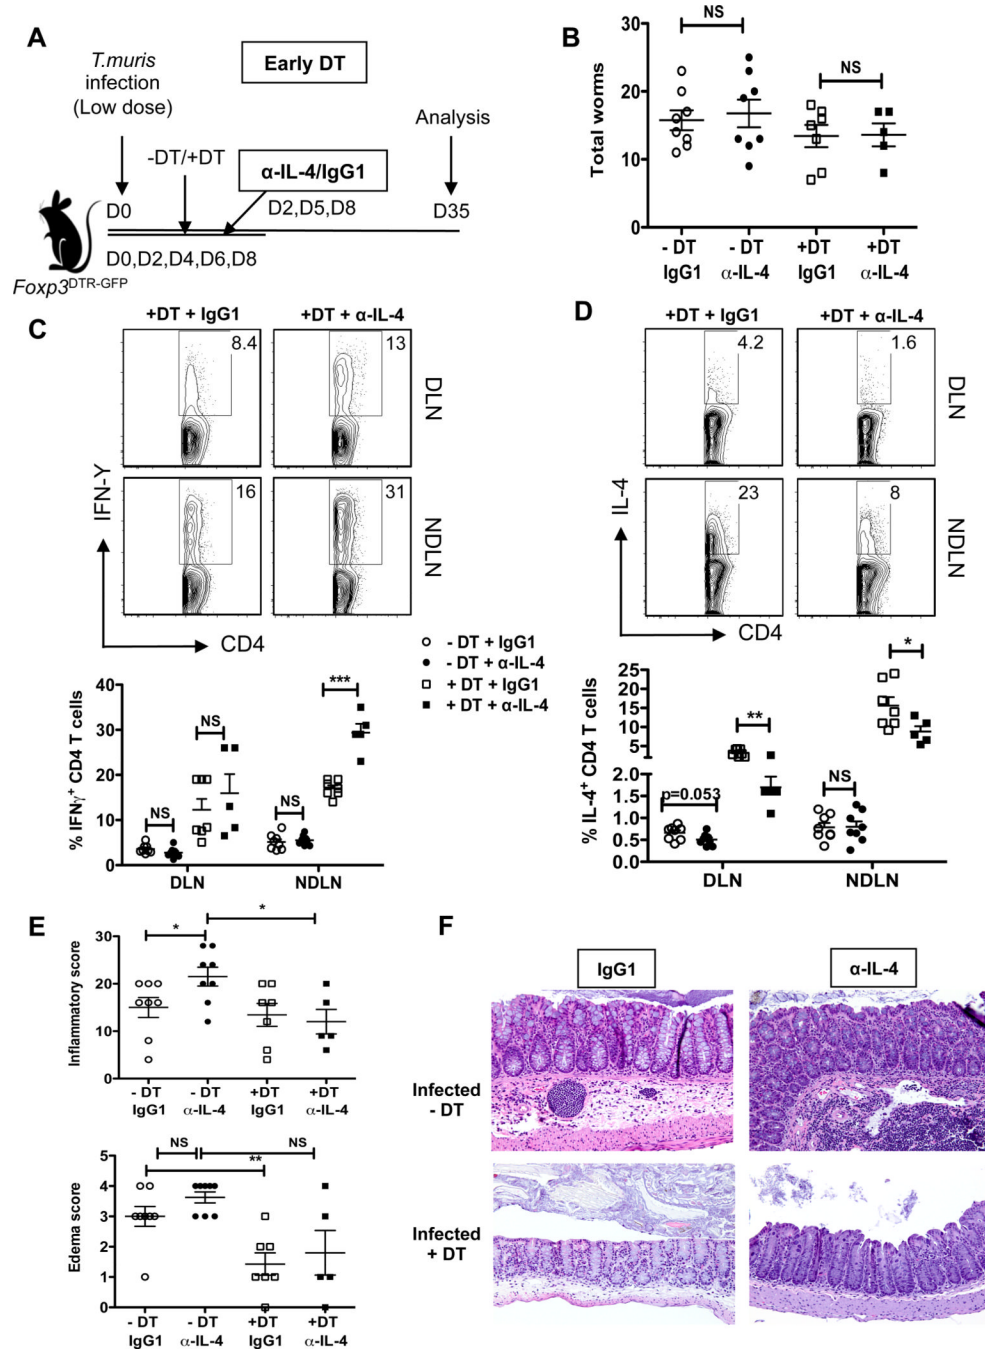 A
T.muris
infection
(Low dose)
Early DT
Analysis
-DT/+DT
α-IL-4/IgG1
D0
D2,D5,D8
D35
D0,D2,D4,D6,D8
Foxp3DTR-GFP
B
NS
NS
Total worms
30
20
10
0
- DT
IgG1
- DT
α-IL-4
+DT
IgG1
+DT
α-IL-4
C
+DT + IgG1
+DT + α-IL-4
8.4
13
DLN
16
31
NDLN
IFN-Y
CD4
- DT + IgG1
- DT + α-IL-4
+ DT + IgG1
+ DT + α-IL-4
% IFNγ+ CD4 T cells
40
30
20
10
0
NS
NS
NS
***
DLN
NDLN
D
+DT + IgG1
+DT + α-IL-4
4.2
1.6
DLN
23
8
NDLN
IL-4
CD4
% IL-4+ CD4 T cells
25
20
15
10
5
2.0
1.5
1.0
0.5
0.0
p=0.053
**
NS
*
DLN
NDLN
E
Inflammatory score
30
20
10
0
*
*
- DT
IgG1
- DT
α-IL-4
+DT
IgG1
+DT
α-IL-4
Edema score
5
4
3
2
1
0
NS
NS
**
- DT
IgG1
- DT
α-IL-4
+DT
IgG1
+DT
α-IL-4
F
IgG1
α-IL-4
Infected
- DT
Infected
+ DT